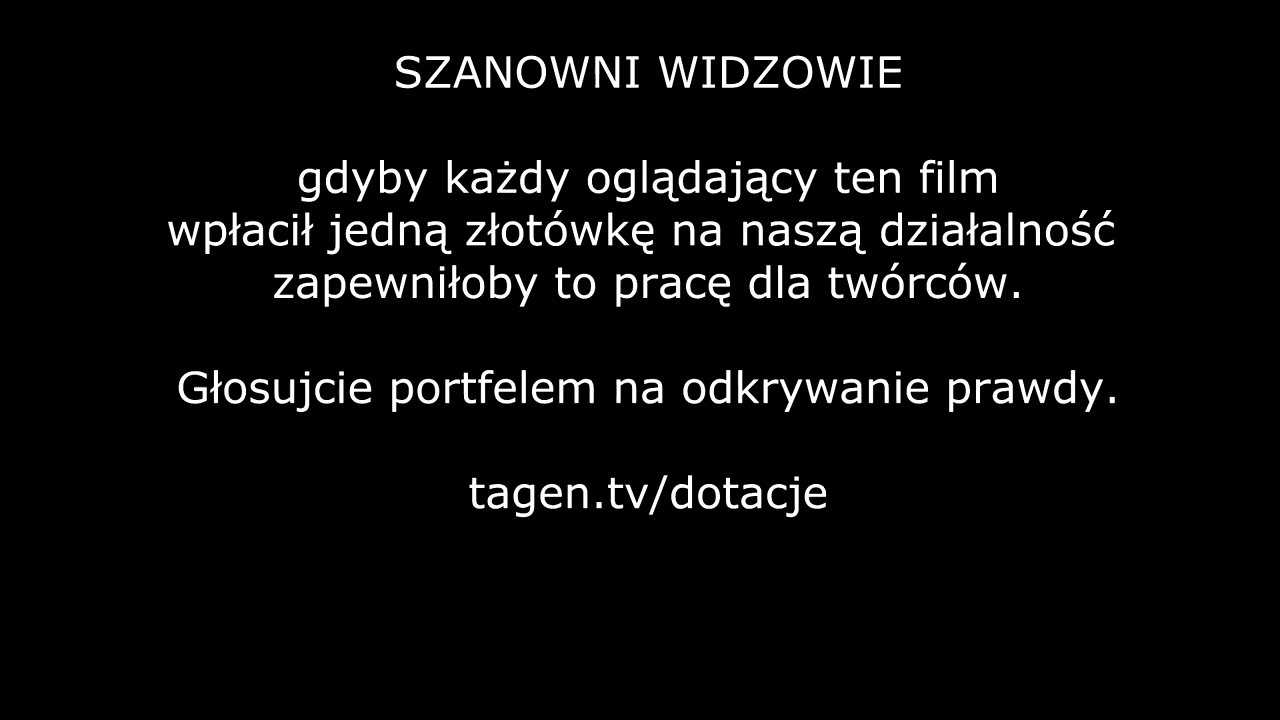 SZANOWNI WIDZOWIE
gdyby każdy oglądający ten film
wpłacił jedną złotówkę na naszą działalność
zapewniłoby to pracę dla twórców.
Głosujcie portfelem na odkrywanie prawdy.
tagen.tv/dotacje